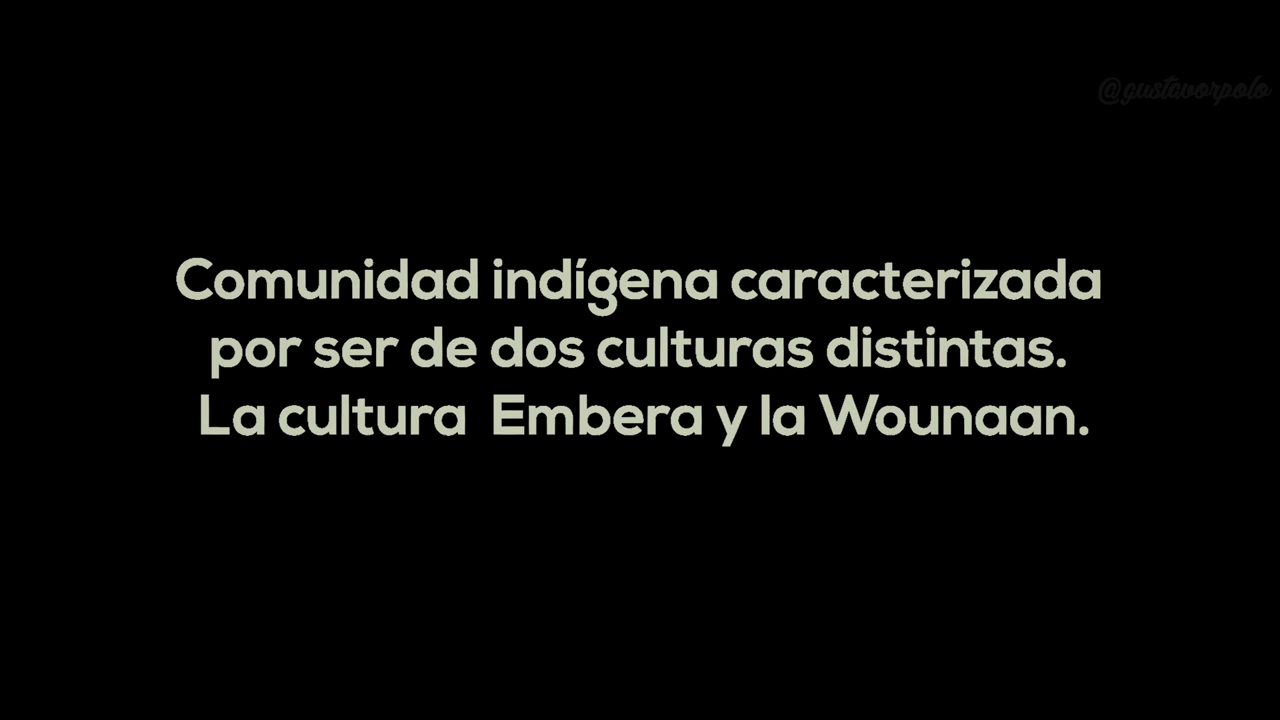 @gustavorpolo
Comunidad indígena caracterizada
por ser de dos culturas distintas.
La cultura  Embera y la Wounaan.